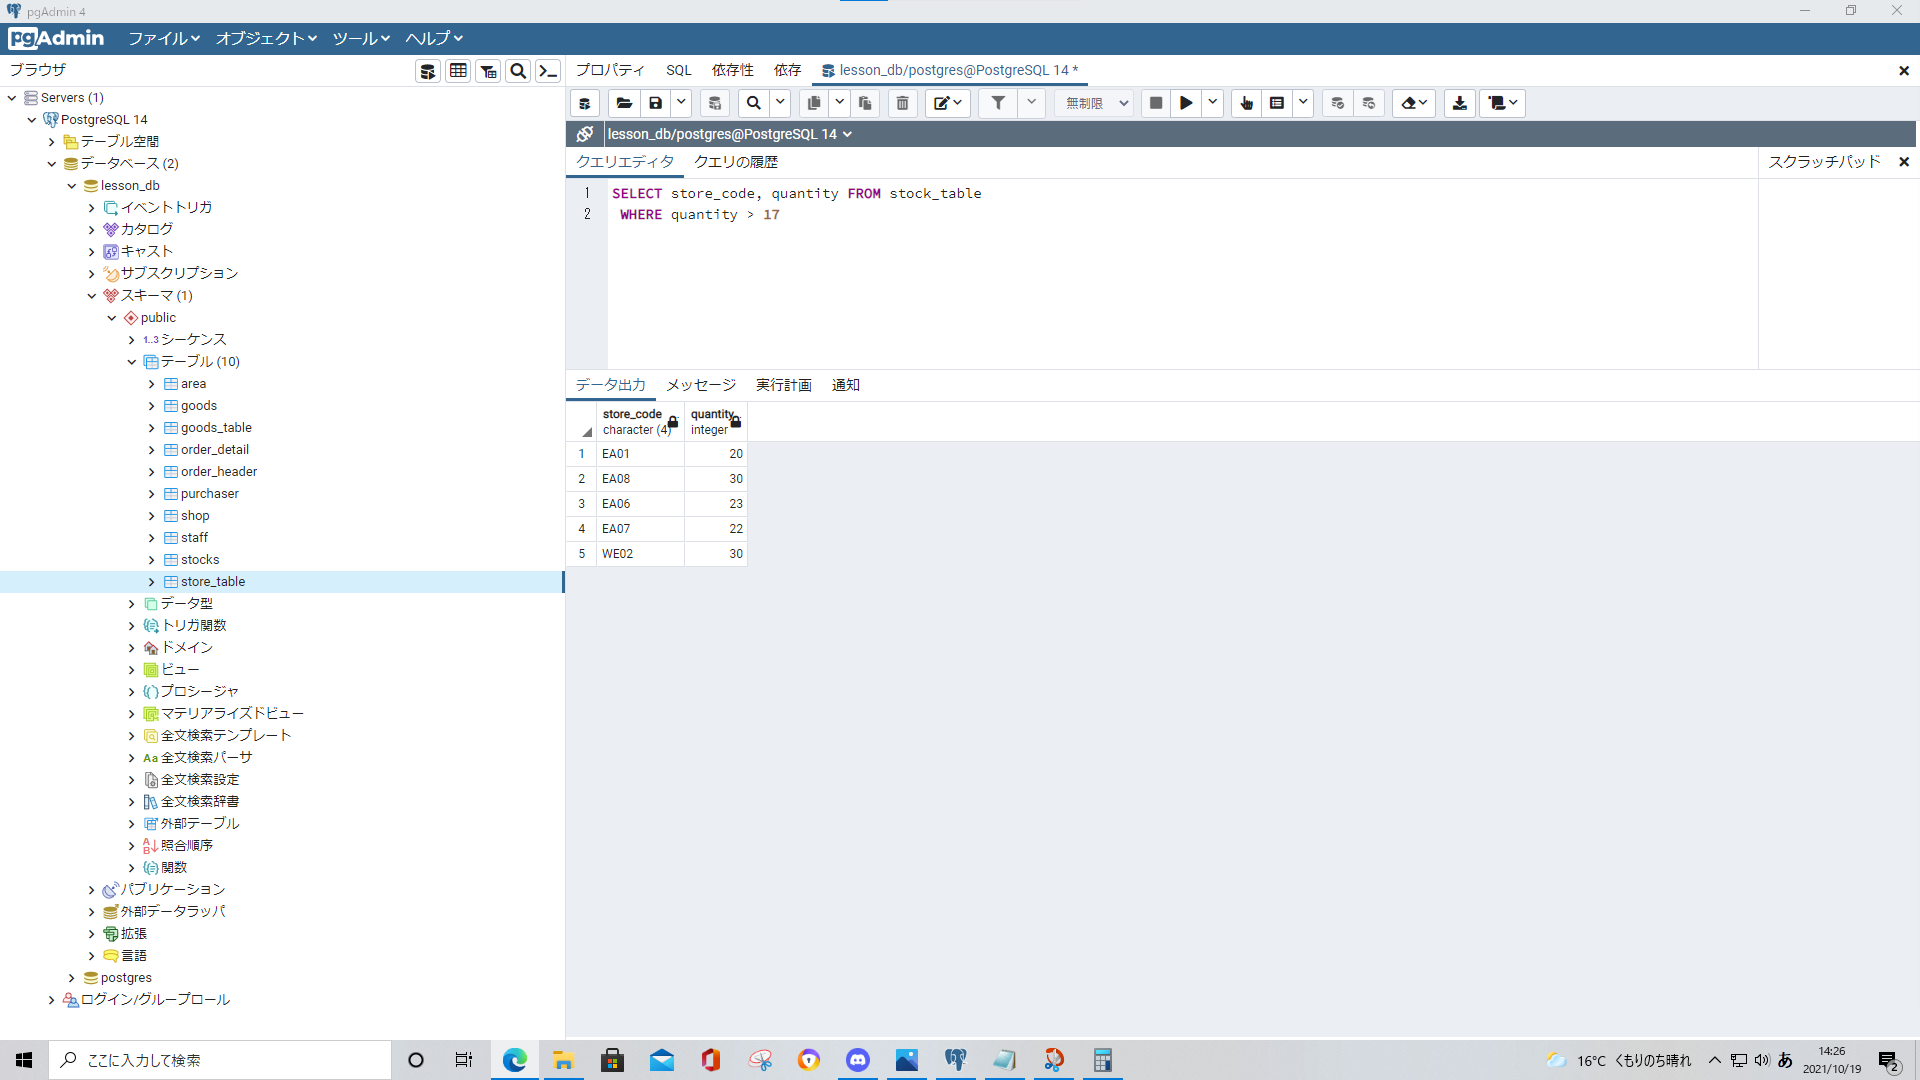 pgAdmin 4
pgAdmin ファイル オブジェクト ツール ヘルプ
ブラウザ
プロパティ SQL 依存性 依存 lesson_db/postgres@PostgreSQL 14 *
Servers (1)
PostgreSQL 14
テーブル空間
データベース (2)
lesson_db
イベントトリガ
カタログ
キャスト
サブスクリプション
スキーマ (1)
public
1..3 シーケンス
テーブル (10)
area
goods
goods_table
order_detail
order_header
purchaser
shop
staff
stocks
store_table
データ型
トリガ関数
ドメイン
ビュー
プロシージャ
マテリアライズドビュー
全文検索テンプレート
Aa 全文検索パーサ
全文検索設定
全文検索辞書
外部テーブル
照合順序
関数
パブリケーション
外部データラッパ
拡張
言語
postgres
ログイン/グループロール
無制限
lesson_db/postgres@PostgreSQL 14
クエリエディタ クエリの履歴
スクラッチパッド
1 SELECT store_code, quantity FROM stock_table
2 WHERE quantity > 17
データ出力 メッセージ 実行計画 通知
store_code quantity
character (4) integer
1 EA01 20
2 EA08 30
3 EA06 23
4 EA07 22
5 WE02 30
ここに入力して検索
16°C くもりのち晴れ
あ
14:26
2021/10/19
2